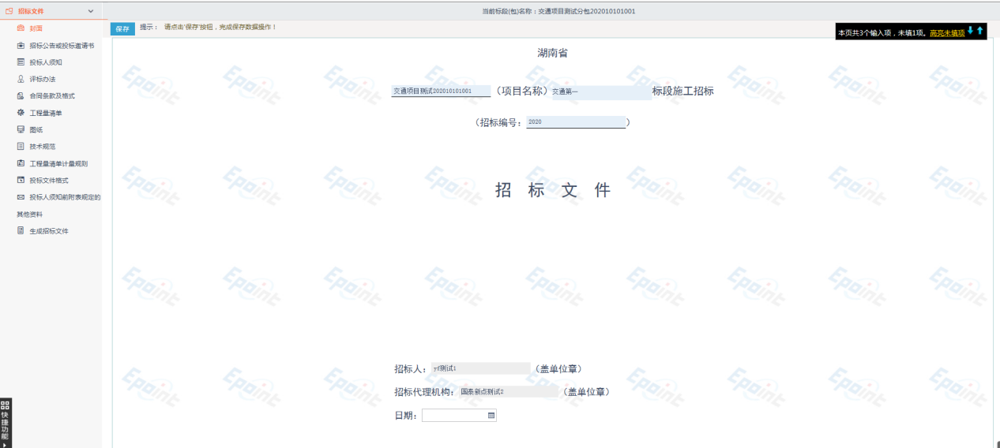 招标文件
当前标段(包)名称：交通项目测试分包202010101001
封面
招标公告或投标邀请书
投标人须知
评标办法
合同条款及格式
工程量清单
图纸
技术规范
工程量清单计量规则
投标文件格式
投标人须知前附表规定的
其他资料
生成招标文件
快捷功能
保存 提示： 请点击'保存'按钮，完成保存数据操作！
本页共3个输入项，未填1项。高亮未填项
湖南省
交通项目测试202010101001 （项目名称） 交通第一 标段施工招标
（招标编号： 2020 ）
招 标 文 件
招标人： yf测试1 （盖单位章）
招标代理机构： 国泰新点测试2 （盖单位章）
日期：
Epoint